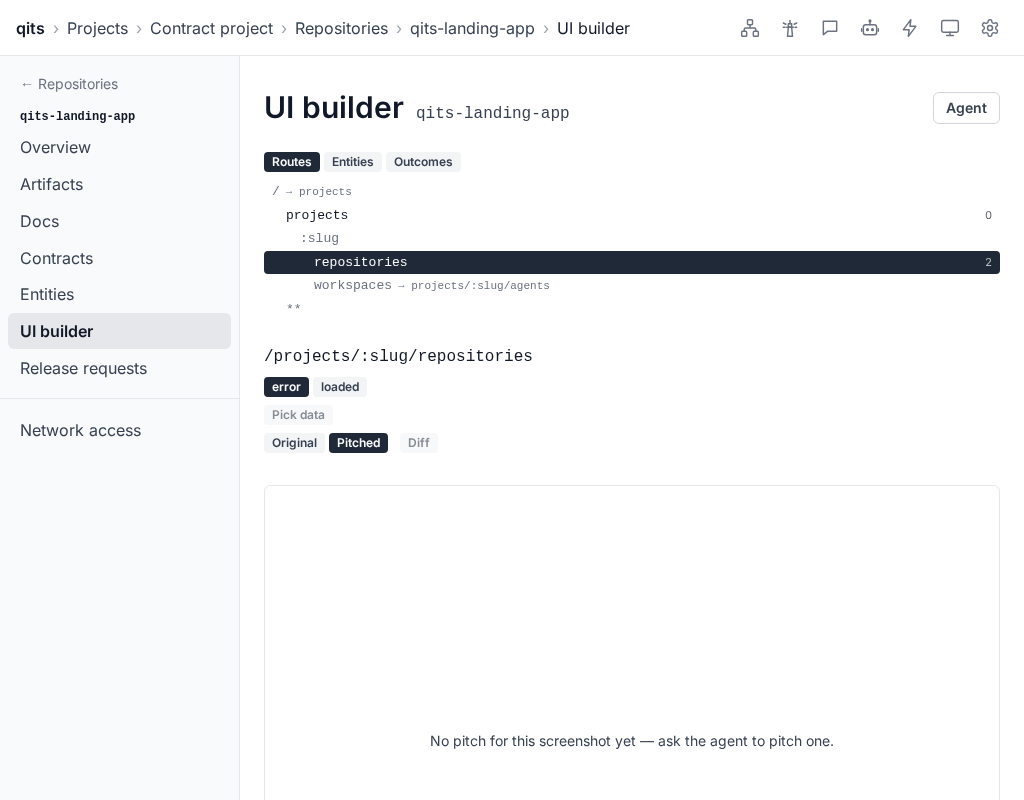 qits › Projects › Contract project › Repositories › qits-landing-app › UI builder
← Repositories
qits-landing-app
Overview
Artifacts
Docs
Contracts
Entities
UI builder
Release requests
Network access
UI builder qits-landing-app
Agent
Routes Entities Outcomes
/ → projects
projects 0
:slug
repositories 2
workspaces → projects/:slug/agents
**
/projects/:slug/repositories
error loaded
Pick data
Original Pitched Diff
No pitch for this screenshot yet — ask the agent to pitch one.